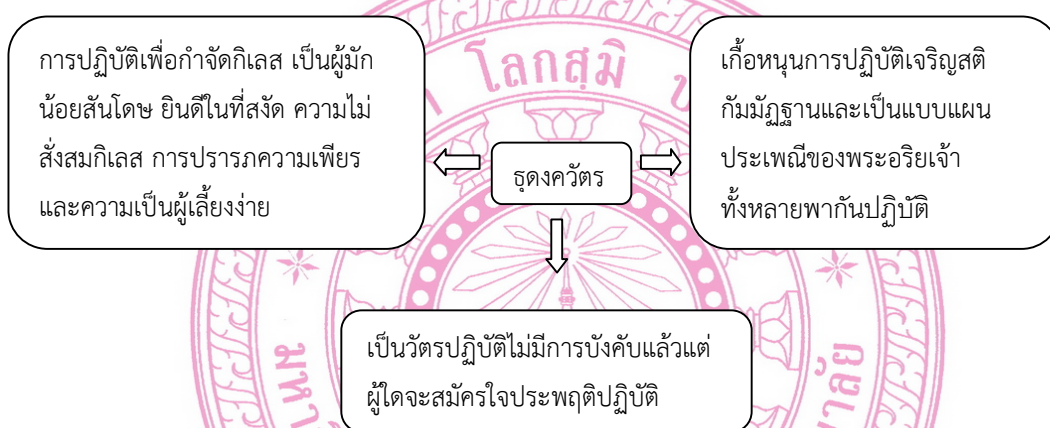 โลกสฺมิ
การปฏิบัติเพื่อกำจัดกิเลส เป็นผู้มัก
น้อยสันโดษ ยินดีในที่สงัด ความไม่
สั่งสมกิเลส การปรารภความเพียร
และความเป็นผู้เลี้ยงง่าย
ธุดงควัตร
เกื้อหนุนการปฏิบัติเจริญสติ
กัมมัฏฐานและเป็นแบบแผน
ประเพณีของพระอริยเจ้า
ทั้งหลายพากันปฏิบัติ
เป็นวัตรปฏิบัติไม่มีการบังคับแล้วแต่
ผู้ใดจะสมัครใจประพฤติปฏิบัติ